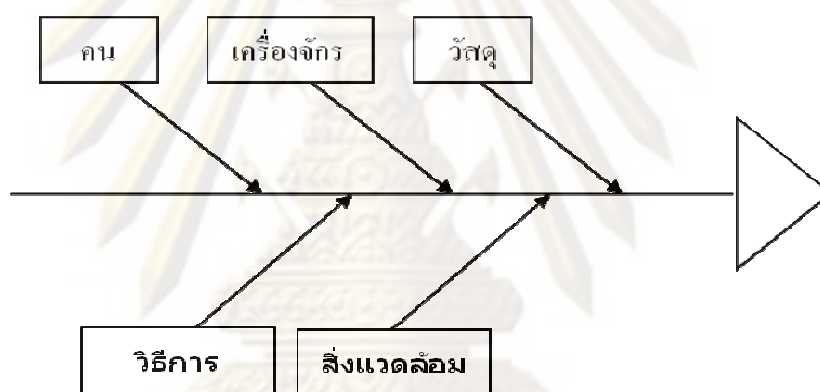 คน
เครื่องจักร
วัสดุ
วิธีการ
สิ่งแวดล้อม